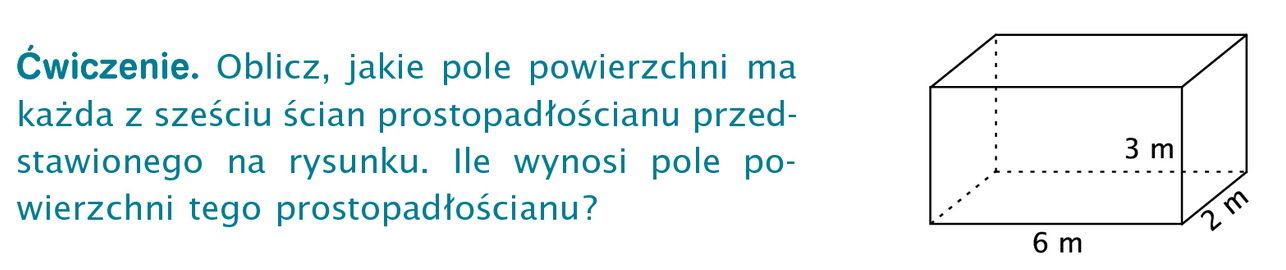 Ćwiczenie. Oblicz, jakie pole powierzchni ma
każda z sześciu ścian prostopadłościanu przed-
stawionego na rysunku. Ile wynosi pole po-
wierzchni tego prostopadłościanu?
3 m
2 m
6 m